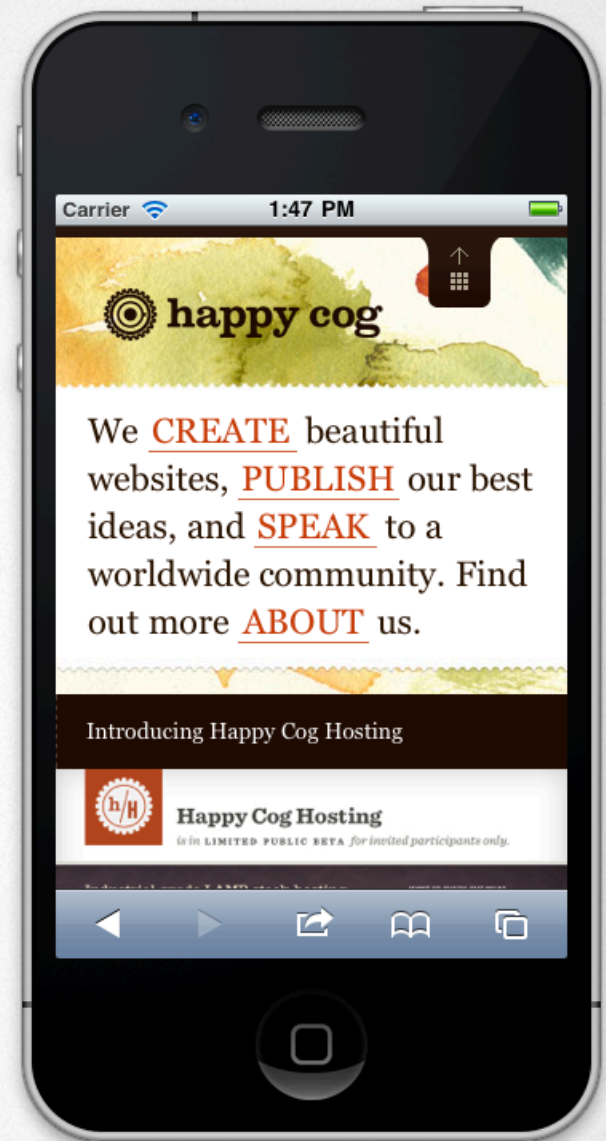 Carrier 1:47 PM
happy cog
We CREATE beautiful
websites, PUBLISH our best
ideas, and SPEAK to a
worldwide community. Find
out more ABOUT us.
Introducing Happy Cog Hosting
h/H
Happy Cog Hosting
is in LIMITED PUBLIC BETA for invited participants only.